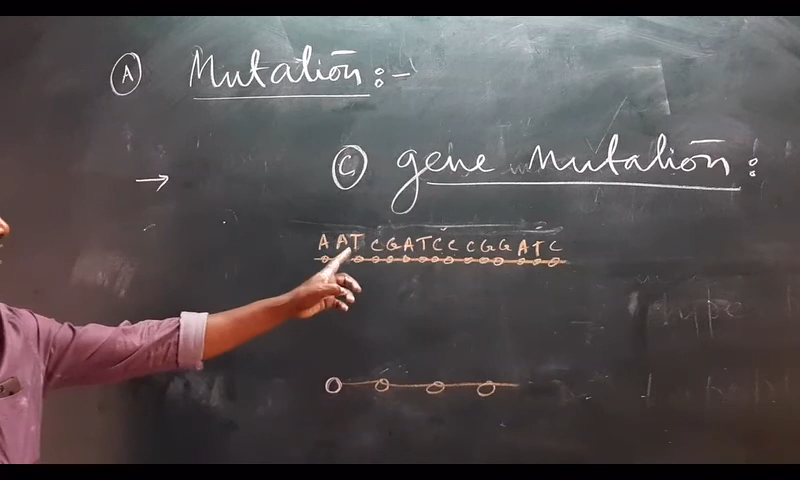 Ⓐ Mutation:-
→ Ⓒ gene mutation:
AATCGATCCCGGATC